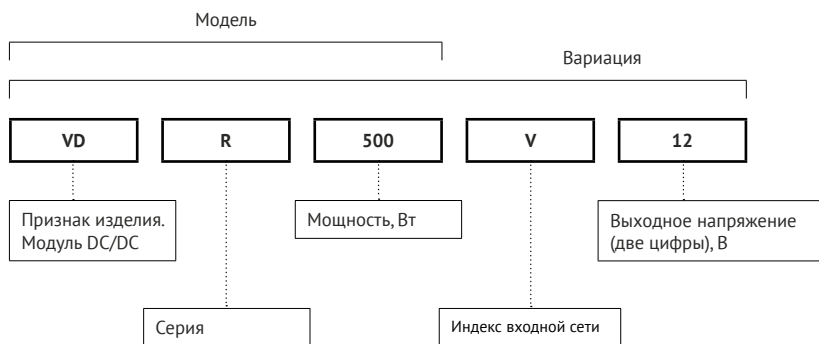 Модель
Вариация
VD R 500 V 12
Признак изделия.
Модуль DC/DC
Мощность, Вт
Выходное напряжение
(две цифры), В
Серия
Индекс входной сети